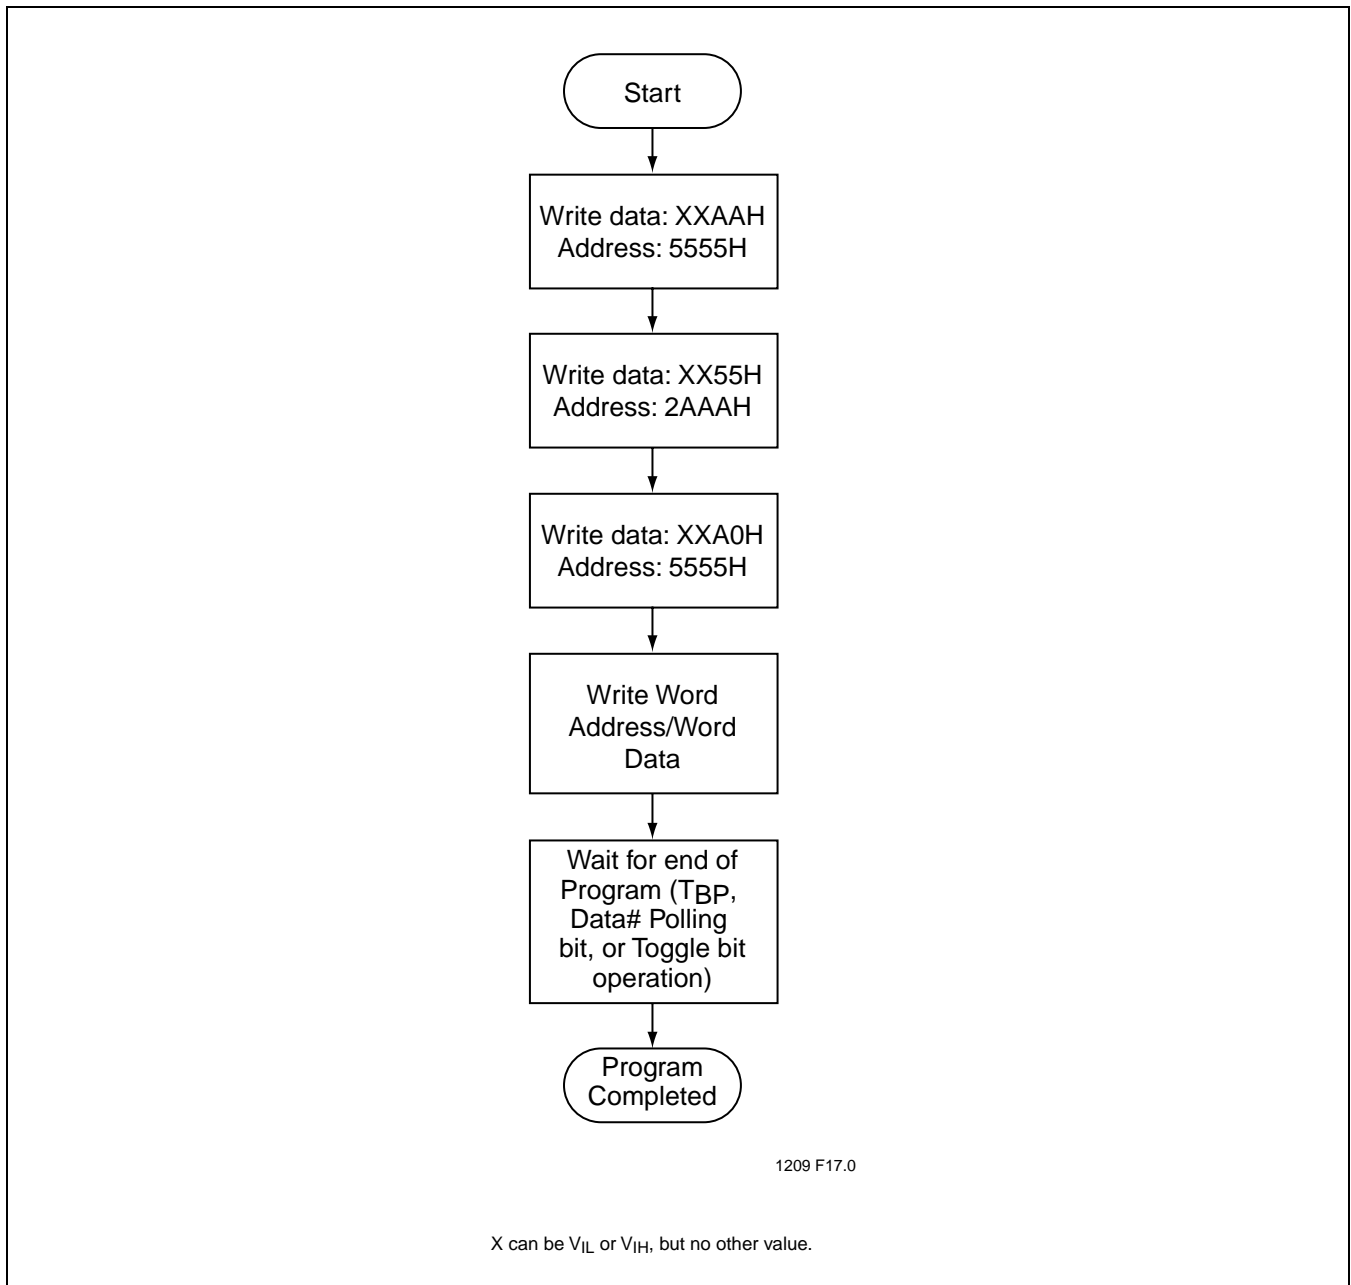 Start
Write data: XXAAH
Address: 5555H
Write data: XX55H
Address: 2AAAH
Write data: XXA0H
Address: 5555H
Write Word
Address/Word
Data
Wait for end of
Program (TBP,
Data# Polling
bit, or Toggle bit
operation)
Program
Completed
1209 F17.0
X can be VIL or VIH, but no other value.